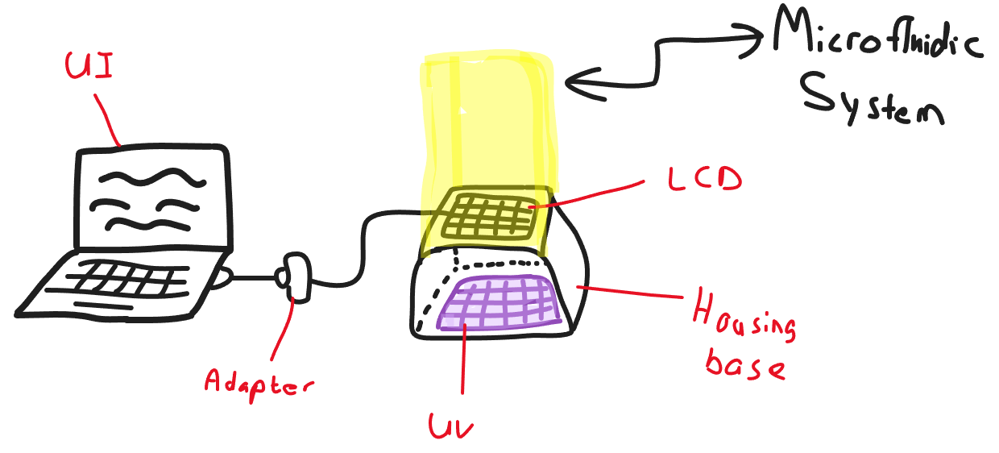 Microfluidic
System
UI
LCD
Housing
base
Adapter
UV